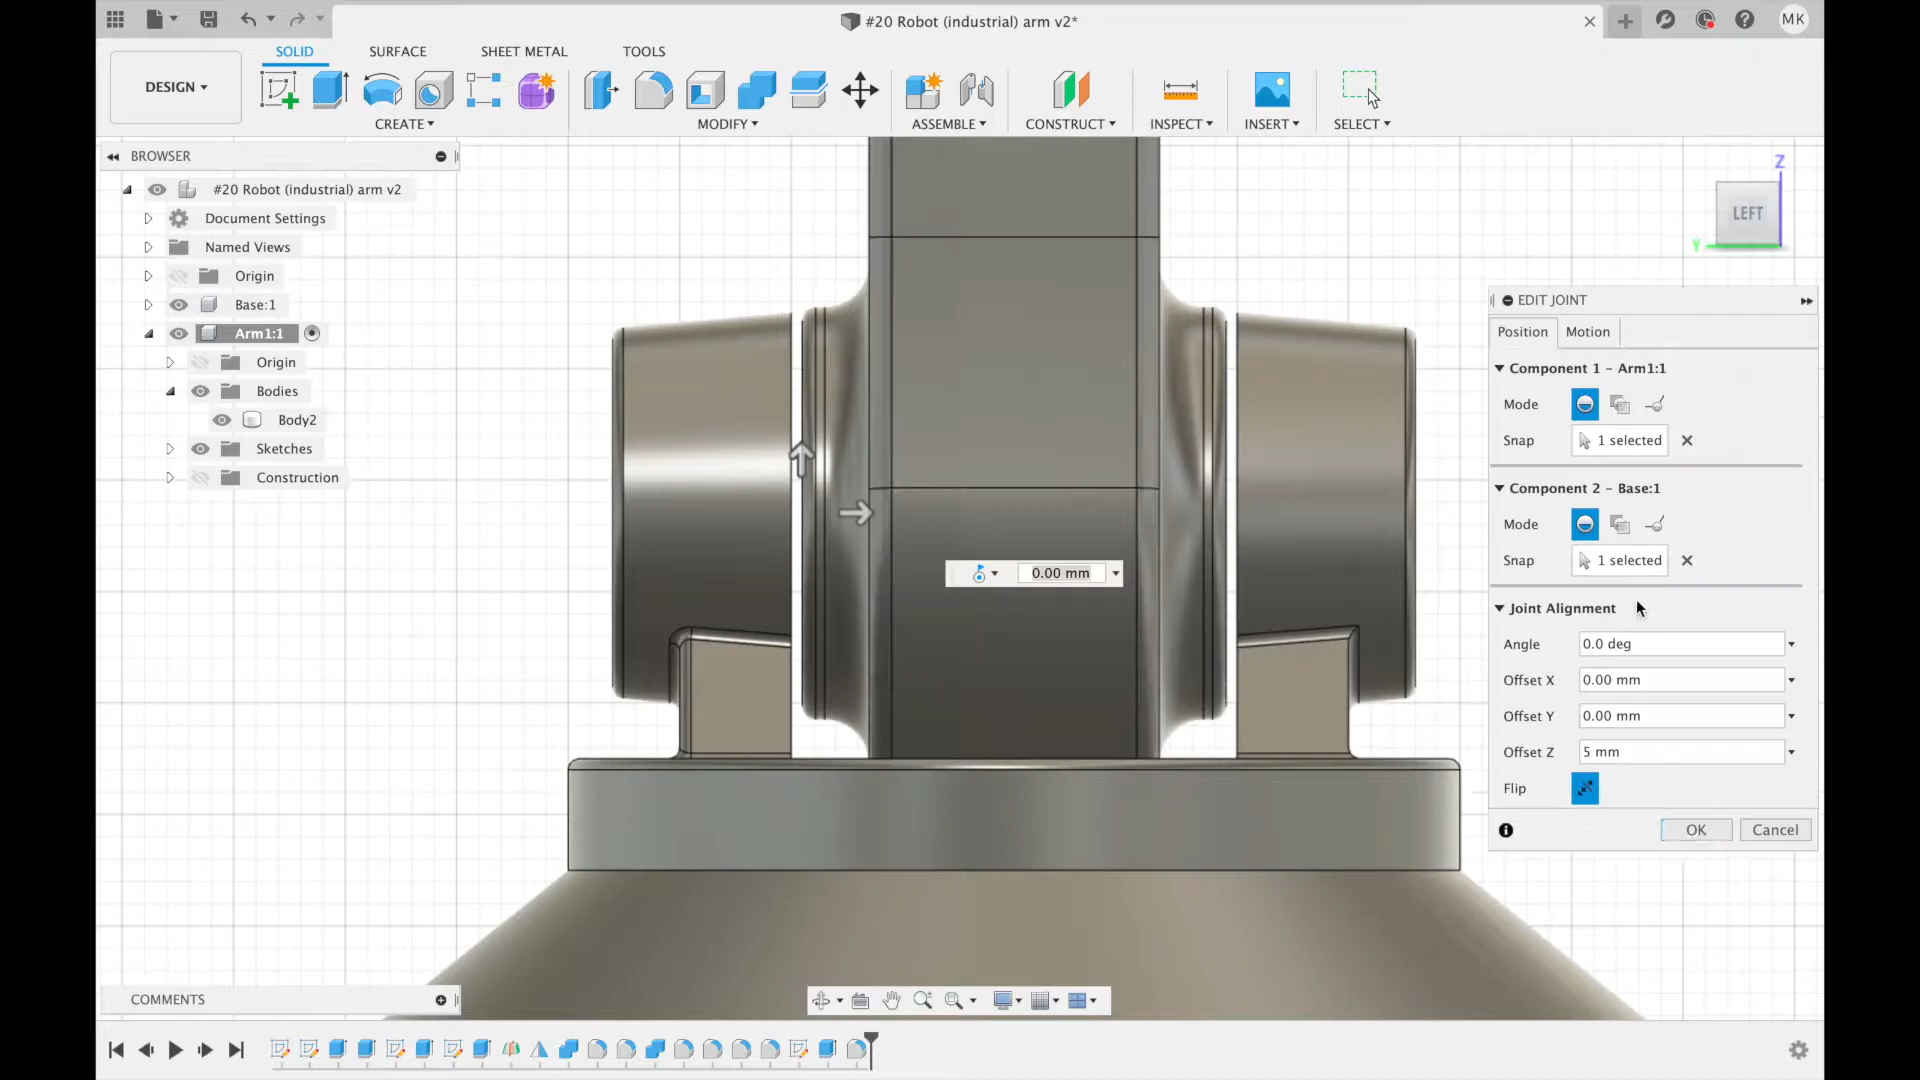 #20 Robot (industrial) arm v2*
MK
DESIGN
SOLID
SURFACE
SHEET METAL
TOOLS
CREATE
MODIFY
ASSEMBLE
CONSTRUCT
INSPECT
INSERT
SELECT
BROWSER
#20 Robot (industrial) arm v2
Document Settings
Named Views
Origin
Base:1
Arm1:1
Origin
Bodies
Body2
Sketches
Construction
Z
LEFT
Y
0.00 mm
EDIT JOINT
Position
Motion
Component 1 - Arm1:1
Mode
Snap
1 selected
Component 2 - Base:1
Mode
Snap
1 selected
Joint Alignment
Angle
0.0 deg
Offset X
0.00 mm
Offset Y
0.00 mm
Offset Z
5 mm
Flip
OK
Cancel
COMMENTS